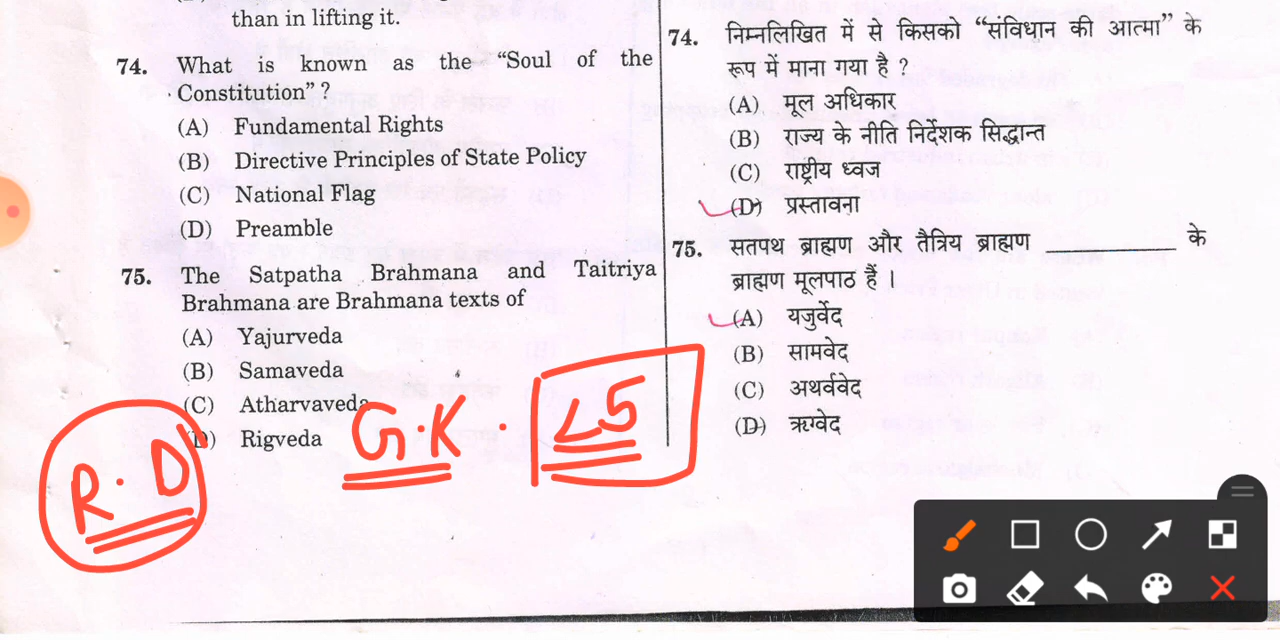 than in lifting it.
74. What is known as the “Soul of the
Constitution” ?
(A) Fundamental Rights
(B) Directive Principles of State Policy
(C) National Flag
(D) Preamble
75. The Satpatha Brahmana and Taitriya
Brahmana are Brahmana texts of
(A) Yajurveda
(B) Samaveda
(C) Atharvaveda
(D) Rigveda
R. D
G.K.
25
74. निम्नलिखित में से किसको “संविधान की आत्मा” के
रूप में माना गया है ?
(A) मूल अधिकार
(B) राज्य के नीति निदेशक सिद्धान्त
(C) राष्ट्रीय ध्वज
(D) प्रस्तावना
75. सतपथ ब्राह्मण और तैत्रिय ब्राह्मण __________ के
ब्राह्मण मूलपाठ हैं ।
(A) यजुर्वेद
(B) सामवेद
(C) अथर्ववेद
(D) ऋग्वेद